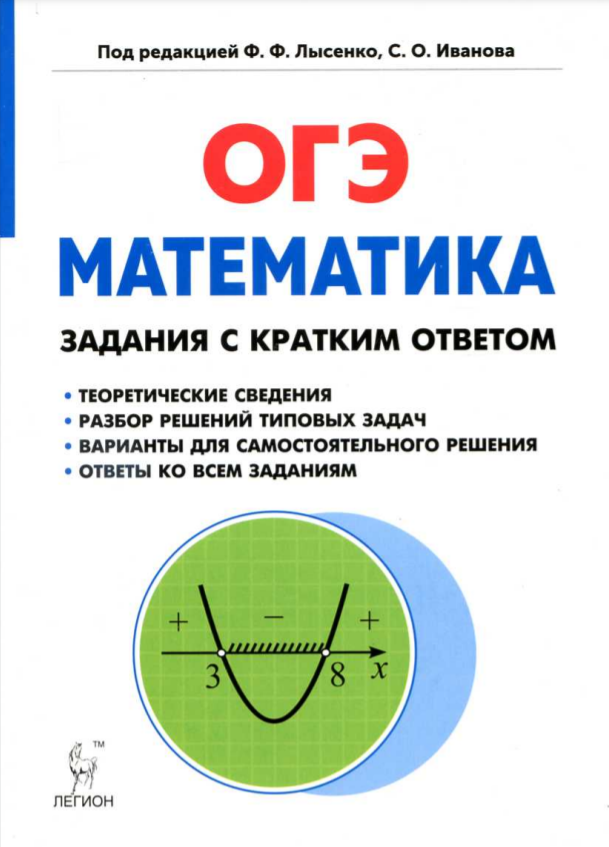 Под редакцией Ф. Ф. Лысенко, С. О. Иванова
ОГЭ
МАТЕМАТИКА
ЗАДАНИЯ С КРАТКИМ ОТВЕТОМ
• ТЕОРЕТИЧЕСКИЕ СВЕДЕНИЯ
• РАЗБОР РЕШЕНИЙ ТИПОВЫХ ЗАДАЧ
• ВАРИАНТЫ ДЛЯ САМОСТОЯТЕЛЬНОГО РЕШЕНИЯ
• ОТВЕТЫ КО ВСЕМ ЗАДАНИЯМ
+ − +
3 8 x
TM
ЛЕГИОН